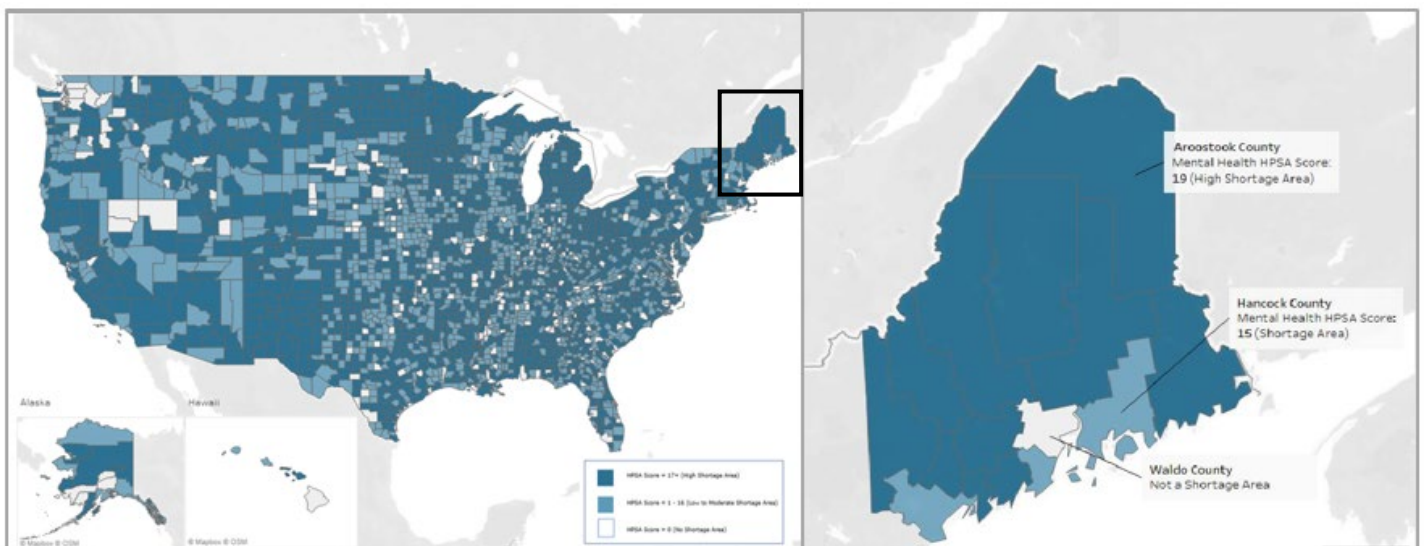 Alaska
Hawaii
© Mapbox © OSM
© Mapbox © OSM
HPSA Score = 17+ (High Shortage Area)
HPSA Score = 1 - 16 (Low to Moderate Shortage Area)
HPSA Score = 0 (No Shortage Area)
Aroostook County
Mental Health HPSA Score:
19 (High Shortage Area)
Hancock County
Mental Health HPSA Score:
15 (Shortage Area)
Waldo County
Not a Shortage Area